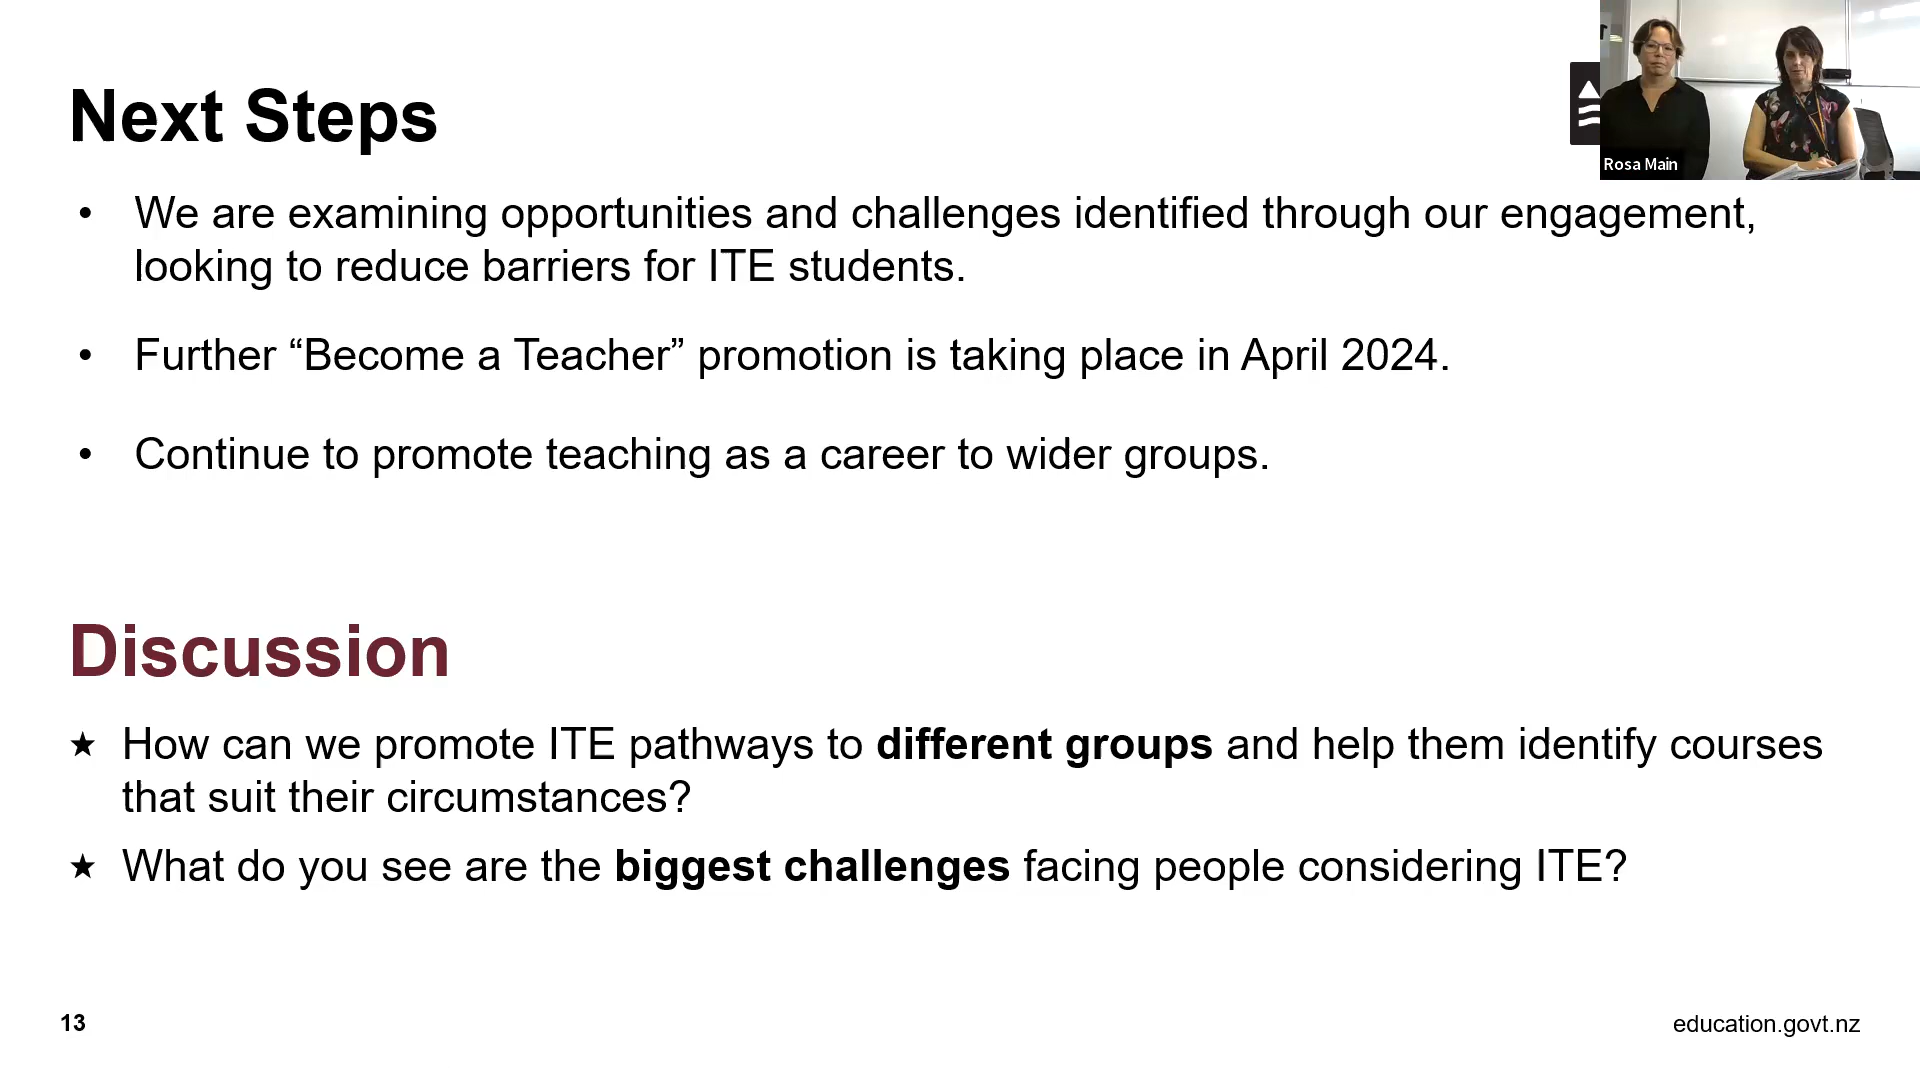 Next Steps
Rosa Main
• We are examining opportunities and challenges identified through our engagement,
looking to reduce barriers for ITE students.
• Further “Become a Teacher” promotion is taking place in April 2024.
• Continue to promote teaching as a career to wider groups.
Discussion
★ How can we promote ITE pathways to different groups and help them identify courses
that suit their circumstances?
★ What do you see are the biggest challenges facing people considering ITE?
13
education.govt.nz